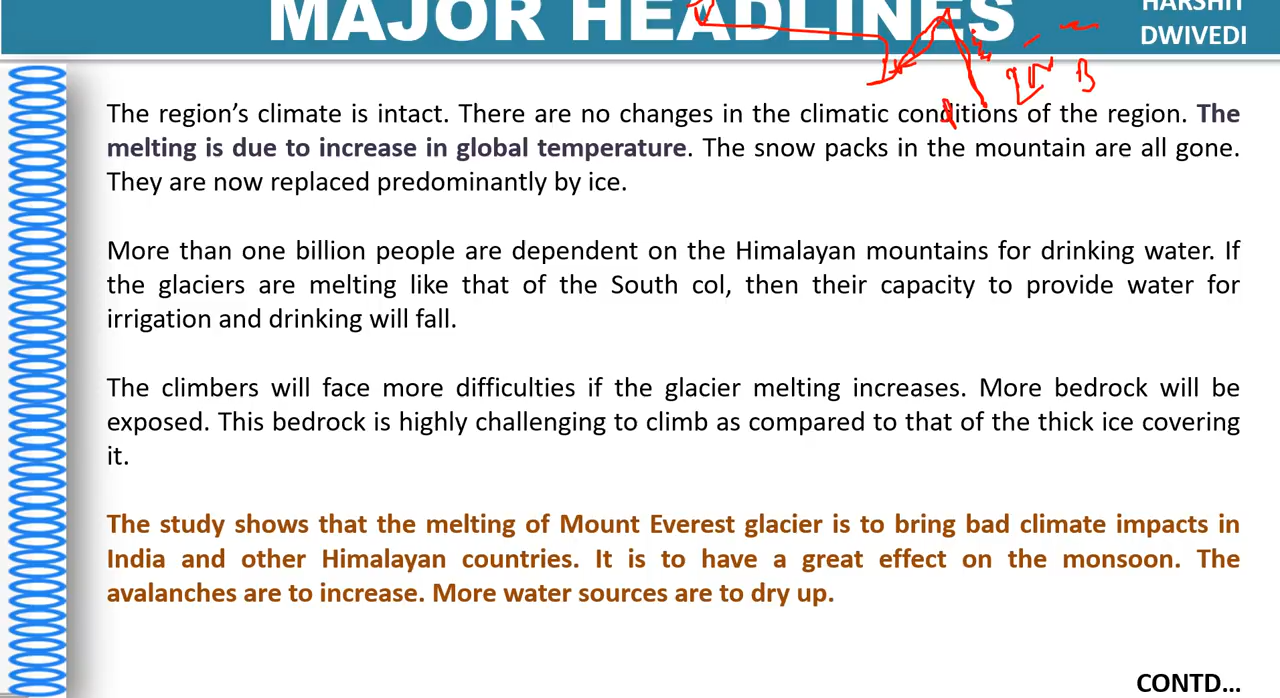 MAJOR HEADLINES
HARSHIT
DWIVEDI
The region's climate is intact. There are no changes in the climatic conditions of the region. The
melting is due to increase in global temperature. The snow packs in the mountain are all gone.
They are now replaced predominantly by ice.
More than one billion people are dependent on the Himalayan mountains for drinking water. If
the glaciers are melting like that of the South col, then their capacity to provide water for
irrigation and drinking will fall.
The climbers will face more difficulties if the glacier melting increases. More bedrock will be
exposed. This bedrock is highly challenging to climb as compared to that of the thick ice covering
it.
The study shows that the melting of Mount Everest glacier is to bring bad climate impacts in
India and other Himalayan countries. It is to have a great effect on the monsoon. The
avalanches are to increase. More water sources are to dry up.
CONTD...